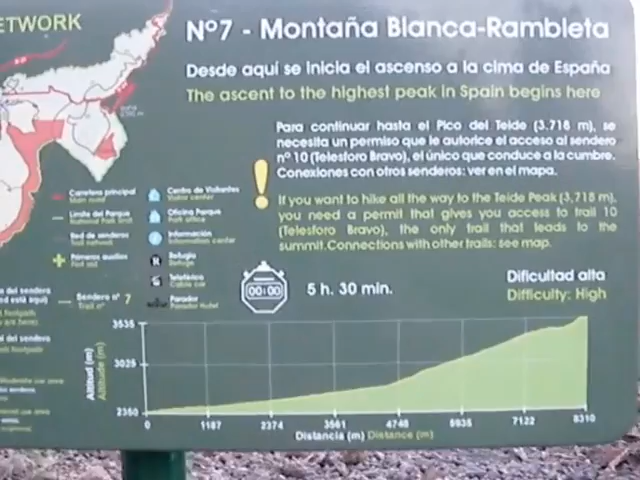 ETWORK
Nº7 - Montaña Blanca-Rambleta
Desde aquí se inicia el ascenso a la cima de España
The ascent to the highest peak in Spain begins here
Para continuar hasta el Pico del Teide (3.718 m), se
necesita un permiso que le autorice el acceso al sendero
nº 10 (Telesforo Bravo), el único que conduce a la cumbre.
Conexiones con otros senderos: ver en el mapa.
!
If you want to hike all the way to the Teide Peak (3,718 m),
you need a permit that gives you access to trail 10
(Telesforo Bravo), the only trail that leads to the
summit. Connections with other trails: see map.
Carretera principal
Main road
Límite del Parque
National Park limit
Red de senderos
Trail network
Primeros auxilios
First aid
Sendero nº 7
Trail nº 7
Centro de Visitantes
Visitor center
Oficina Parque
Park office
Información
Information center
Refugio
Refuge
Teleférico
Cable car
Parador
Parador Hotel
00:00
5 h. 30 min.
Dificultad alta
Difficulty: High
Altitud (m)
Altitude (m)
3535
3025
2350
0 1187 2374 3561 4748 5935 7122 8310
Distancia (m) Distance (m)